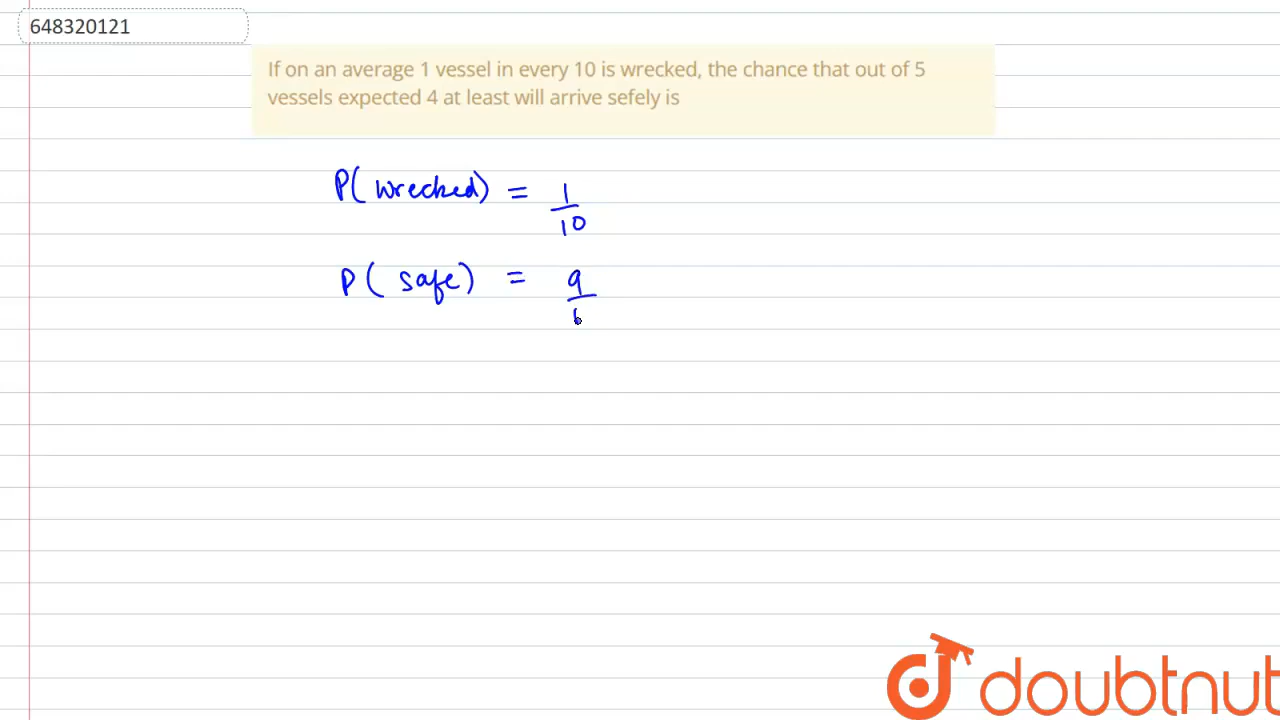 648320121
If on an average 1 vessel in every 10 is wrecked, the chance that out of 5
vessels expected 4 at least will arrive sefely is
P( wrecked) = 1/10
P( safe) = 9/
doubtnut